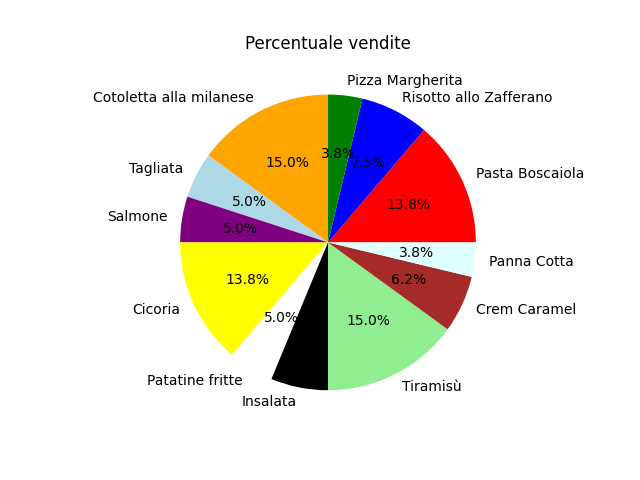 Percentuale vendite
Pizza Margherita
Risotto allo Zafferano
Cotoletta alla milanese
3.8%
7.5%
15.0%
Pasta Boscaiola
Tagliata
13.8%
5.0%
Salmone
5.0%
3.8%
Panna Cotta
13.8%
6.2%
Cicoria
Crem Caramel
5.0%
15.0%
Patatine fritte
Tiramisù
Insalata